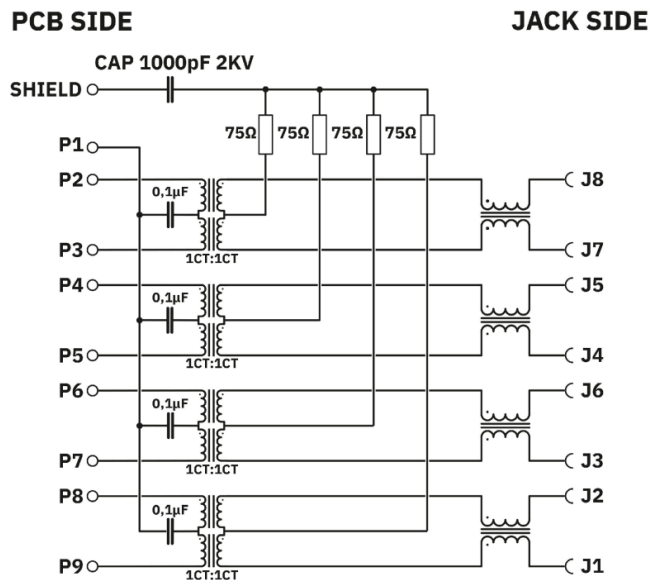 PCB SIDE
JACK SIDE
CAP 1000pF 2KV
SHIELD
75Ω 75Ω 75Ω 75Ω
P1
P2
0,1µF
J8
P3
1CT:1CT
J7
P4
0,1µF
J5
P5
1CT:1CT
J4
P6
0,1µF
J6
P7
1CT:1CT
J3
P8
0,1µF
J2
P9
1CT:1CT
J1